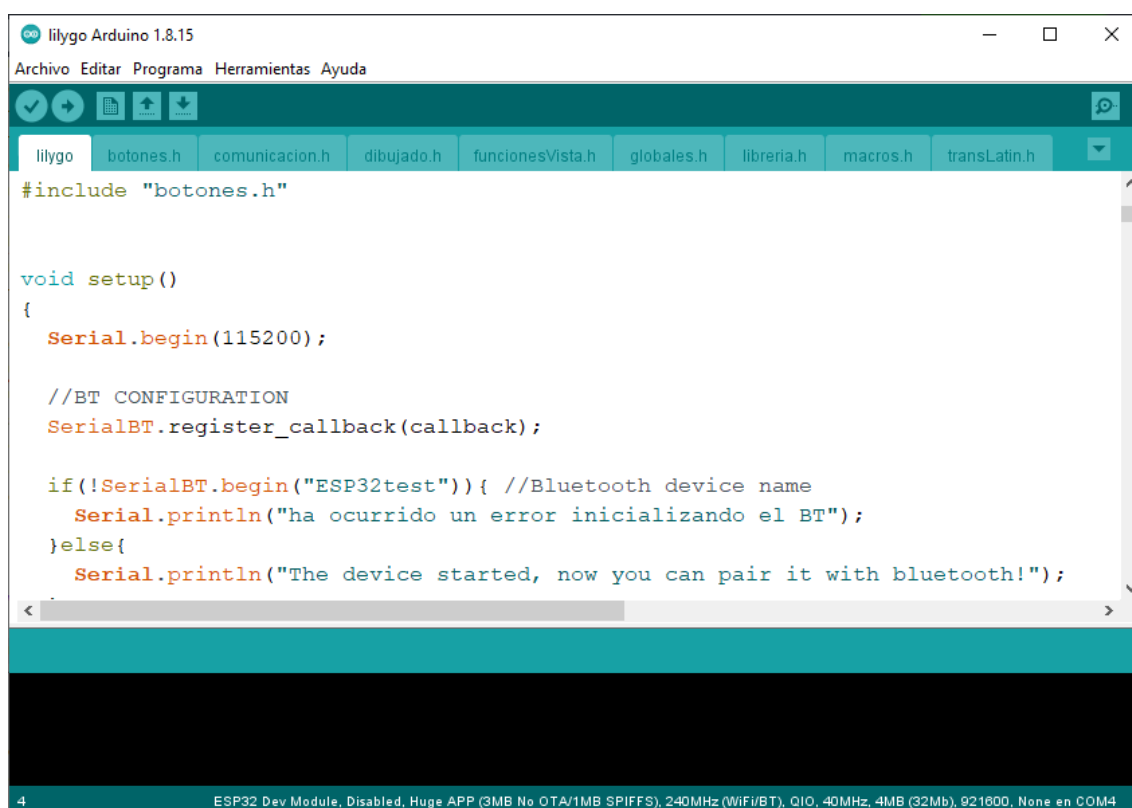 lilygo Arduino 1.8.15
Archivo Editar Programa Herramientas Ayuda
lilygo botones.h comunicacion.h dibujado.h funcionesVista.h globales.h libreria.h macros.h transLatin.h
#include "botones.h"
void setup()
{
Serial.begin(115200);
//BT CONFIGURATION
SerialBT.register_callback(callback);
if(!SerialBT.begin("ESP32test")){ //Bluetooth device name
Serial.println("ha ocurrido un error inicializando el BT");
}else{
Serial.println("The device started, now you can pair it with bluetooth!");
4 ESP32 Dev Module, Disabled, Huge APP (3MB No OTA/1MB SPIFFS), 240MHz (WiFi/BT), QIO, 40MHz, 4MB (32Mb), 921600, None en COM4